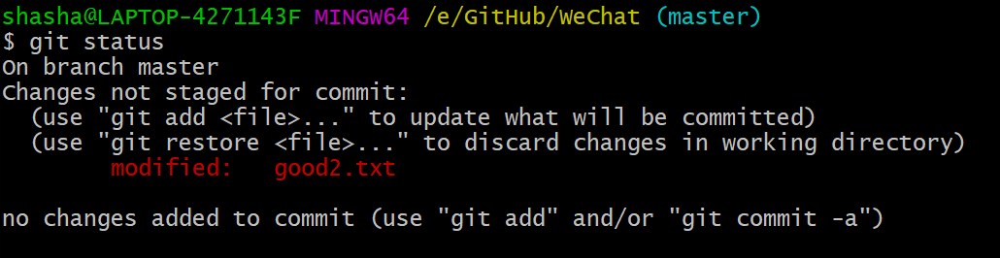 shasha@LAPTOP-4271143F MINGW64 /e/GitHub/WeChat (master)
$ git status
On branch master
Changes not staged for commit:
  (use "git add <file>..." to update what will be committed)
  (use "git restore <file>..." to discard changes in working directory)
        modified:   good2.txt

no changes added to commit (use "git add" and/or "git commit -a")